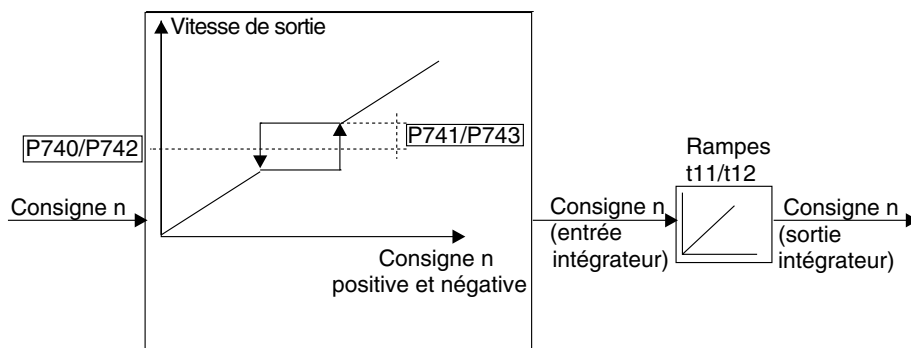 Vitesse de sortie
P740/P742
P741/P743
Consigne n
Consigne n
positive et négative
Consigne n
(entrée
intégrateur)
Rampes
t11/t12
Consigne n
(sortie
intégrateur)